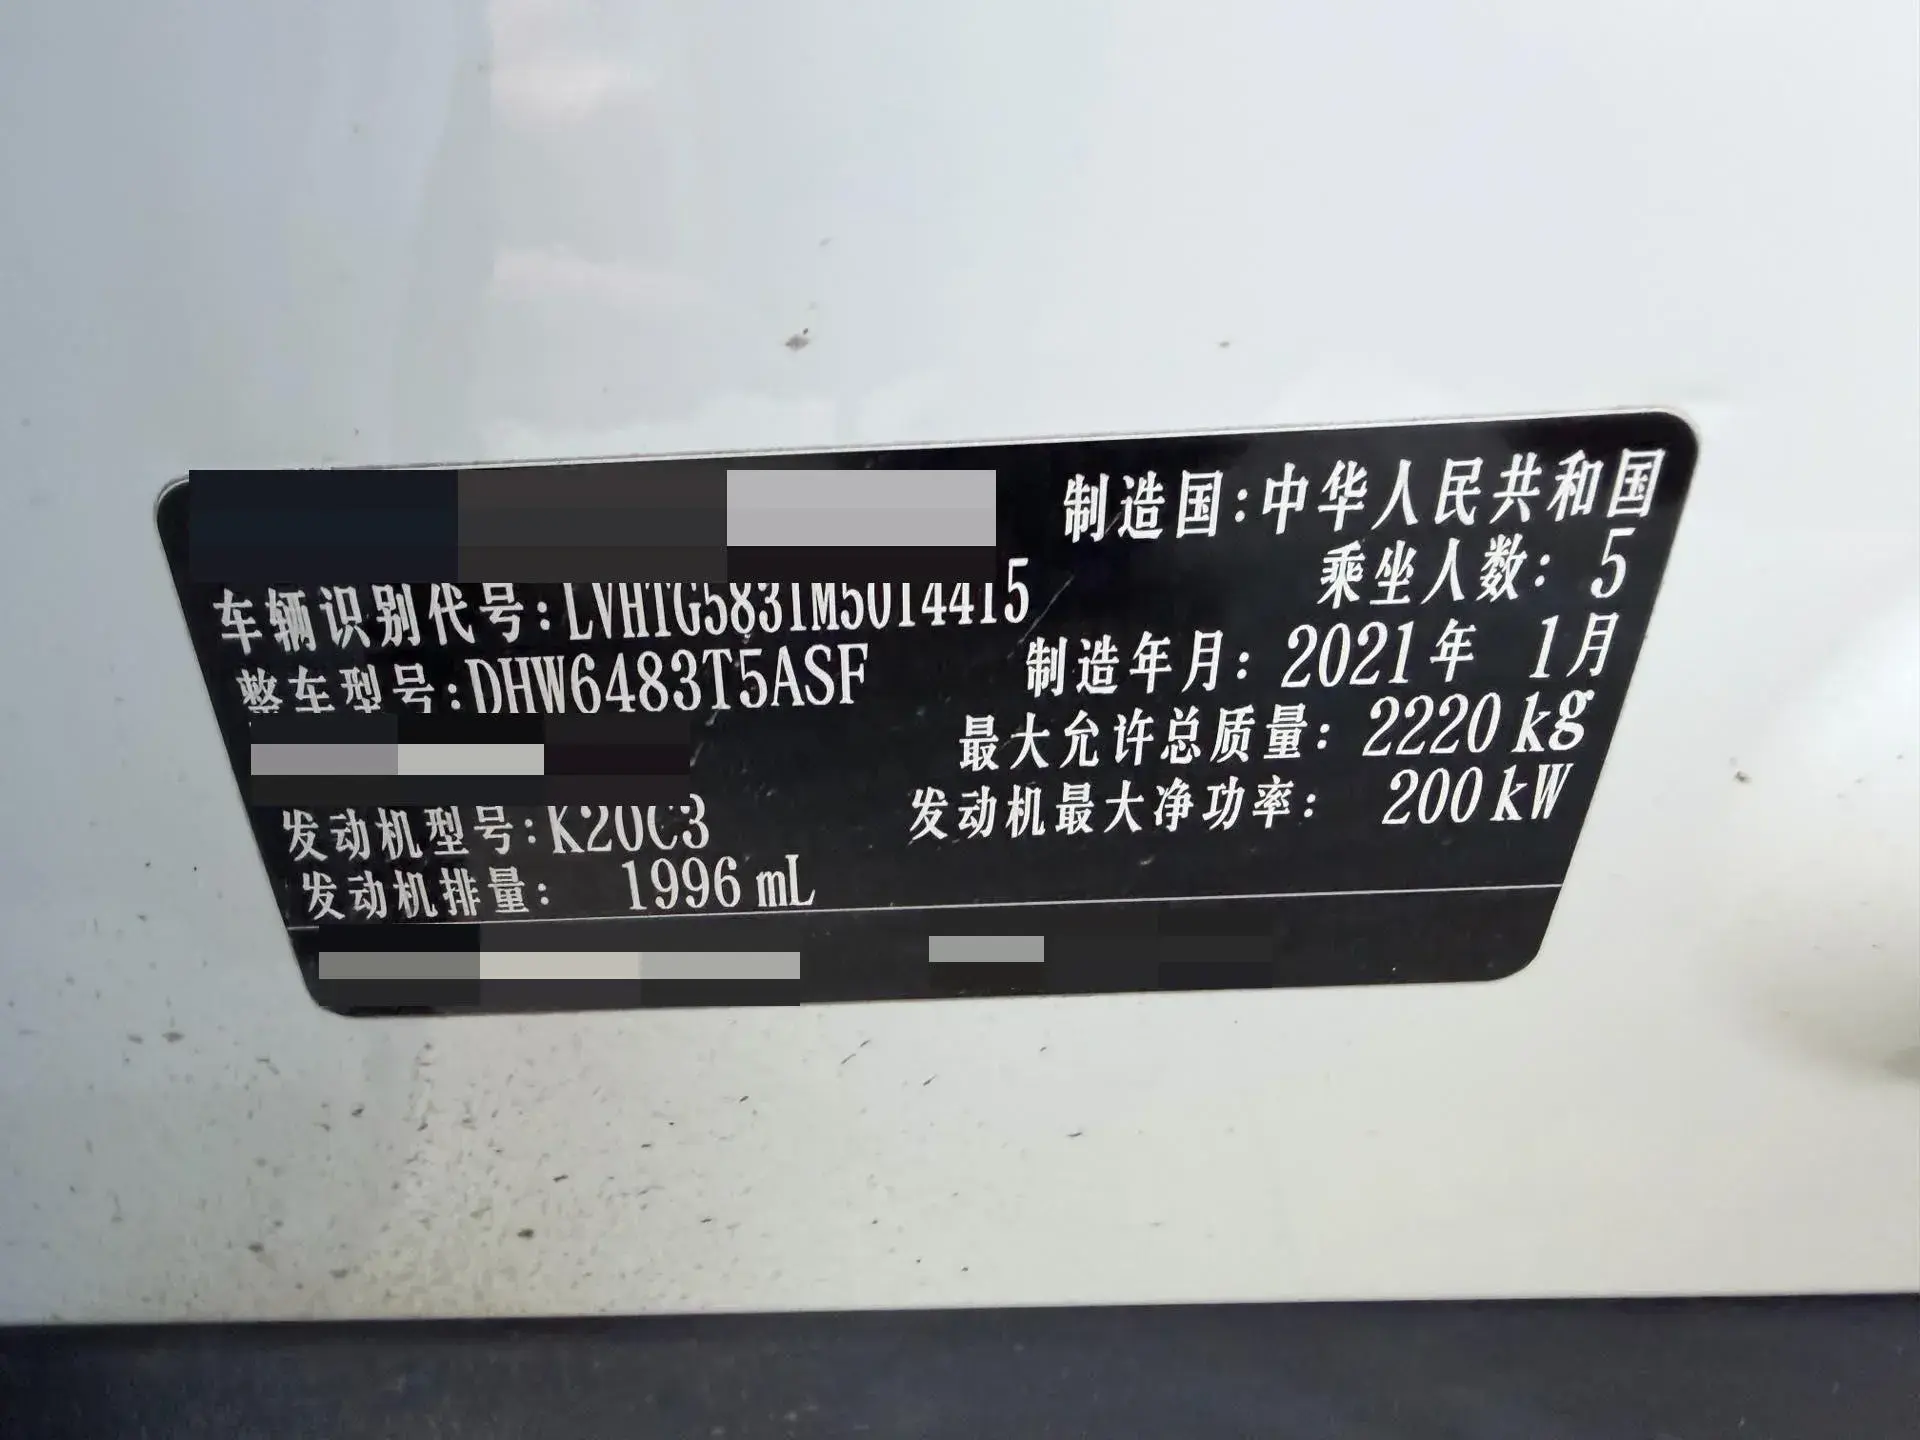 制造国:中华人民共和国
车辆识别代号:LVHTG5831M5014415
乘坐人数: 5
整车型号:DHW6483T5ASF
制造年月: 2021年 1月
最大允许总质量: 2220 kg
发动机型号:K20C3
发动机最大净功率: 200 kW
发动机排量: 1996 mL